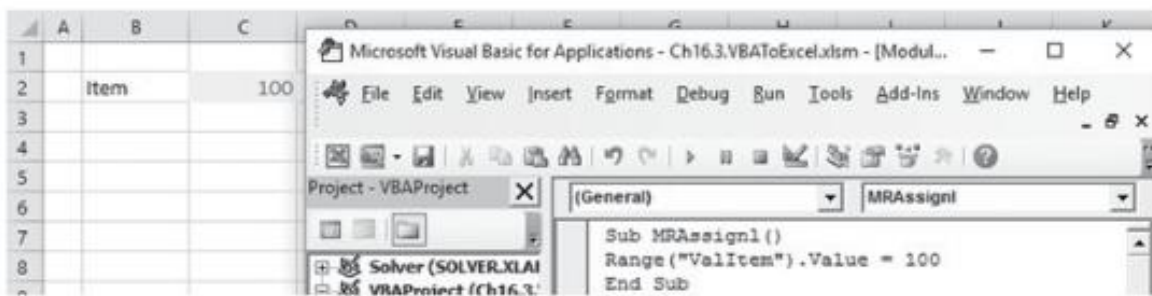 A B C
1
2 Item 100
3
4
5
6
7
8
Microsoft Visual Basic for Applications - Ch16.3.VBAToExcel.xlsm - [Modul...
File Edit View Insert Format Debug Run Tools Add-Ins Window Help
Project - VBAProject
(General) MRAssign1
Solver (SOLVER.XLAI
VBAProject (Ch16.3.
Sub MRAssign1()
Range("ValItem").Value = 100
End Sub